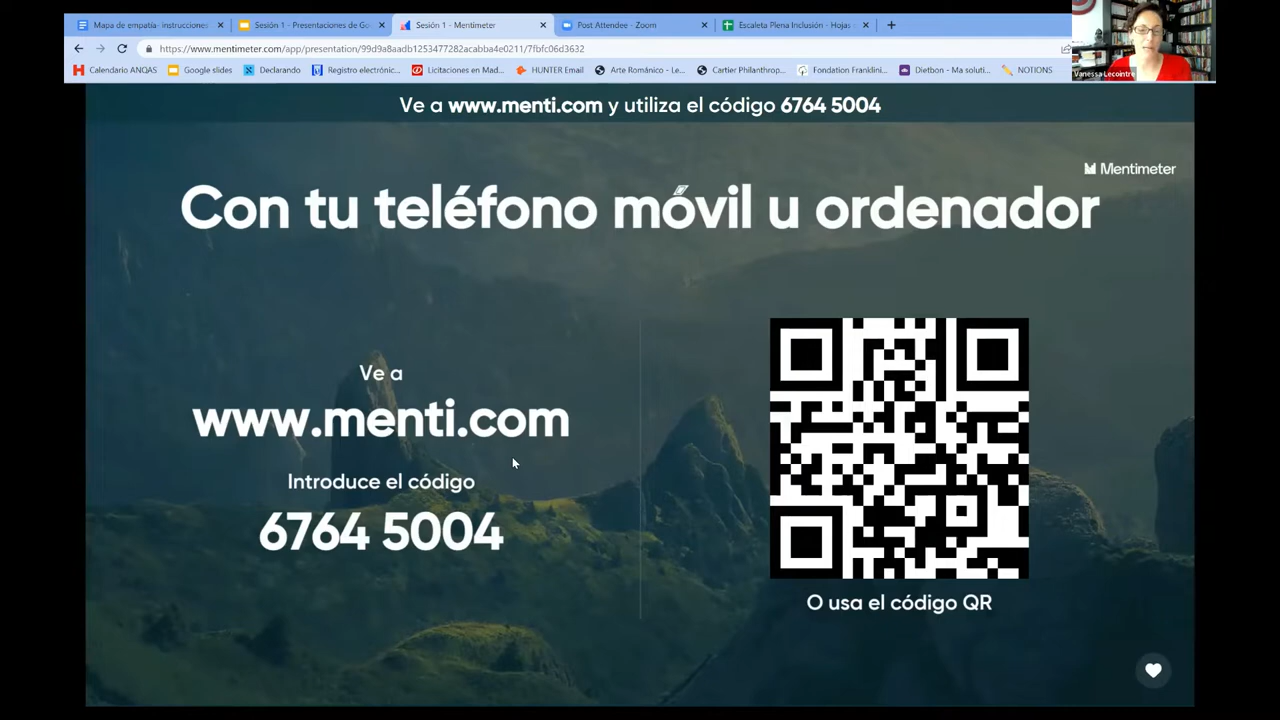 Mapa de empatía- instrucciones
Sesión 1 - Presentaciones de Go
Sesión 1 - Mentimeter
Post Attendee - Zoom
Escaleta Plena Inclusión - Hojas
https://www.mentimeter.com/app/presentation/99d9a8aadb1253477282acabba4e0211/7fbfc06d3632
Calendario ANQAS
Google slides
Declarando
Registro electrónic...
Licitaciones en Mad...
HUNTER Email
Arte Románico - Le...
Cartier Philanthrop...
Fondation Franklini...
Dietbon - Ma soluti...
NOTIONS
Vanessa Lecointre
Ve a www.menti.com y utiliza el código 6764 5004
Mentimeter
Con tu teléfono móvil u ordenador
Ve a
www.menti.com
Introduce el código
6764 5004
O usa el código QR